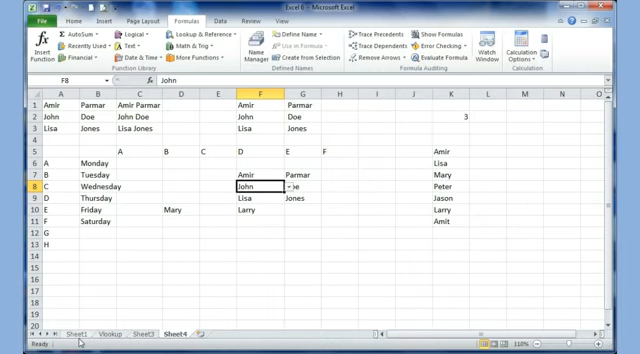 Excel 6 - Microsoft Excel
File Home Insert Page Layout Formulas Data Review View
fx Insert Function
Σ AutoSum
Recently Used
Financial
Logical
Text
Date & Time
Lookup & Reference
Math & Trig
More Functions
Function Library
Name Manager
Define Name
Use in Formula
Create from Selection
Defined Names
Trace Precedents
Trace Dependents
Remove Arrows
Show Formulas
Error Checking
Evaluate Formula
Formula Auditing
F8 fx John
A B C D E F G H I J K L M N O
1 Amir Parmar Amir Parmar Amir Parmar
2 John Doe John Doe John Doe 3
3 Lisa Jones Lisa Jones Lisa Jones
4
5 A B C D E F Amir
6 A Monday Lisa
7 B Tuesday Amir Parmar Mary
8 C Wednesday John oe Peter
9 D Thursday Lisa Jones Jason
10 E Friday Mary Larry Larry
11 F Saturday Amit
12 G
13 H
14
15
16
17
18
19
20
Sheet1 Vlookup Sheet3 Sheet4
Ready 110%